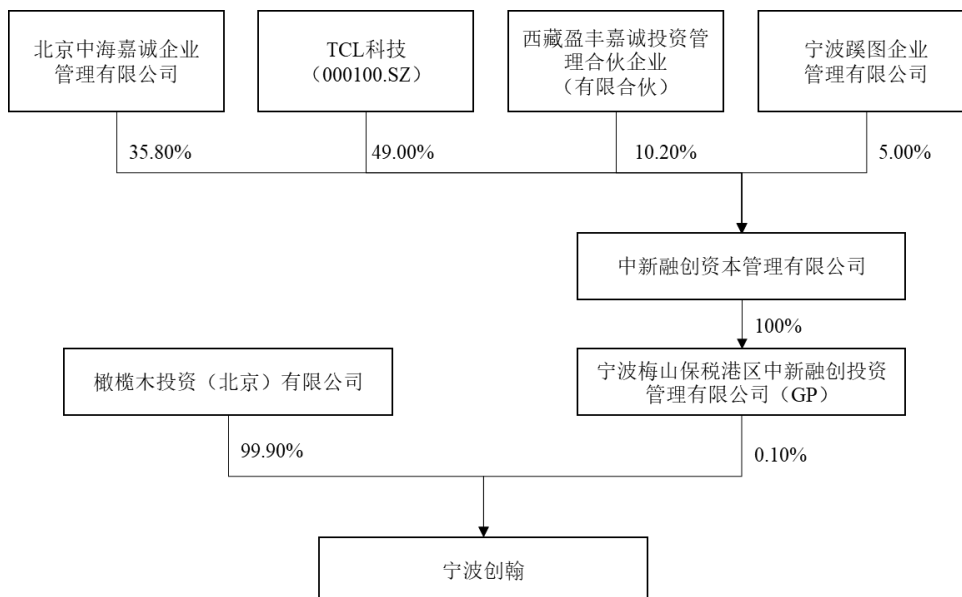 北京中海嘉诚企业
管理有限公司
TCL科技
（000100.SZ）
西藏盈丰嘉诚投资管
理合伙企业
（有限合伙）
宁波蹊图企业
管理有限公司
35.80%
49.00%
10.20%
5.00%
中新融创资本管理有限公司
100%
橄榄木投资（北京）有限公司
宁波梅山保税港区中新融创投资
管理有限公司（GP）
99.90%
0.10%
宁波创翰